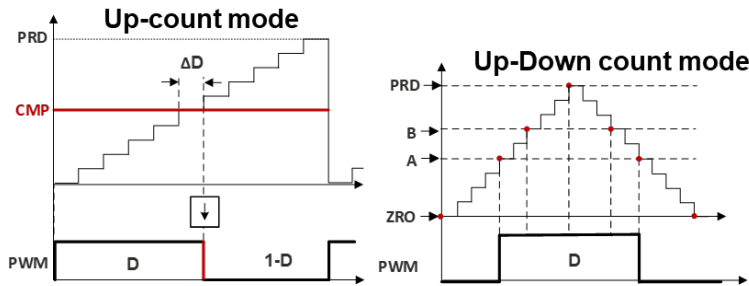 Up-count mode
PRD
ΔD
CMP
PWM
D
1-D
Up-Down count mode
PRD
B
A
ZRO
PWM
D